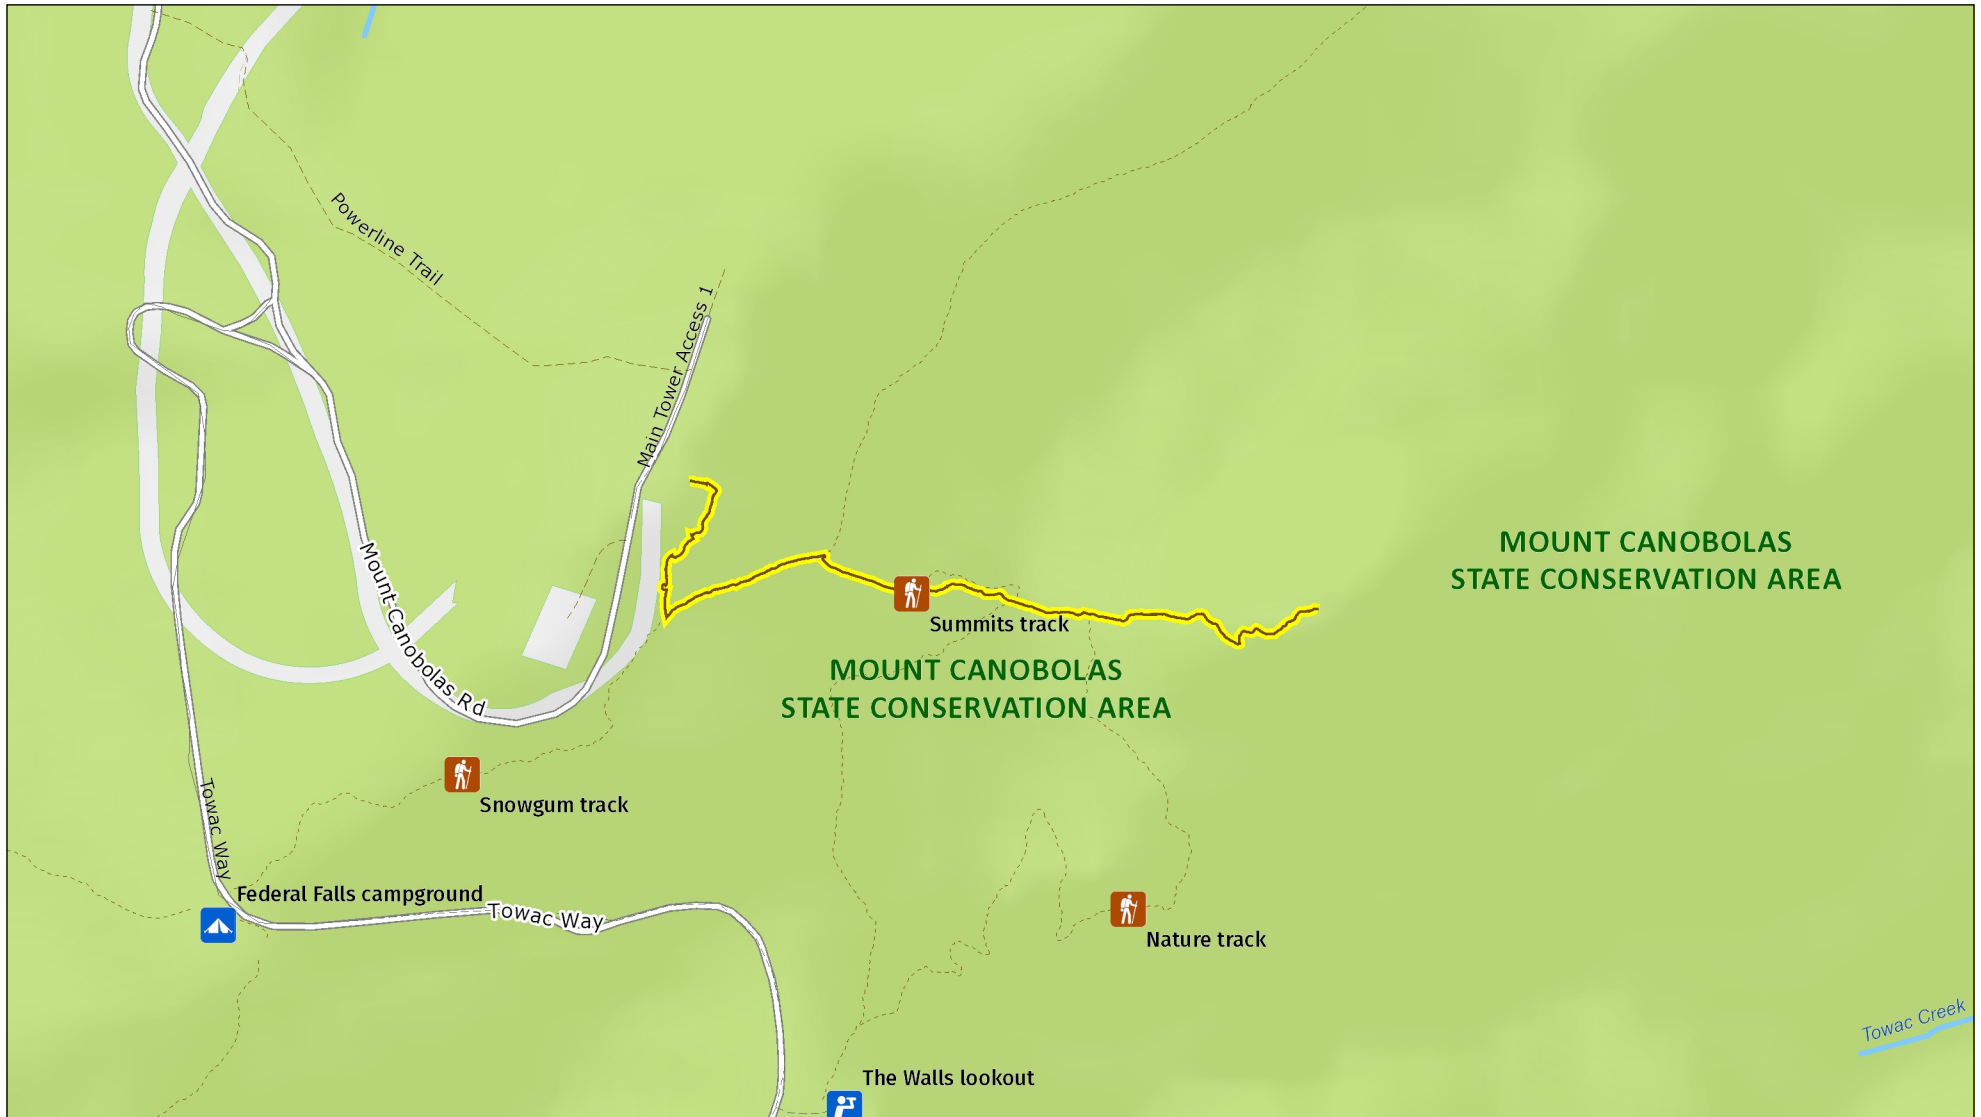 Powerline Trail
Main Tower Access 1
Mount Canobolas Rd
MOUNT CANOBOLAS
STATE CONSERVATION AREA
Summits track
MOUNT CANOBOLAS
STATE CONSERVATION AREA
Snowgum track
Towac Way
Federal Falls campground
Towac Way
Nature track
Towac Creek
The Walls lookout